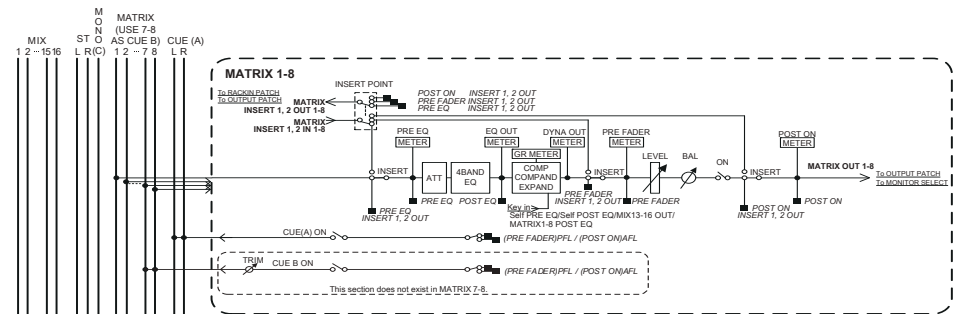 MONO
(C)
MATRIX
(USE 7-8
AS CUE B)
CUE (A)
MIX
ST
1 2 ··· 15 16
L R
1 2 ··· 7 8
L R
MATRIX 1-8
INSERT POINT
To RACKIN PATCH
To OUTPUT PATCH
MATRIX
INSERT 1, 2 OUT 1-8
MATRIX
INSERT 1, 2 IN 1-8
POST ON INSERT 1, 2 OUT
PRE FADER INSERT 1, 2 OUT
PRE EQ INSERT 1, 2 OUT
PRE EQ
METER
EQ OUT
METER
DYNA OUT
METER
PRE FADER
METER
POST ON
METER
GR METER
LEVEL
BAL
ON
INSERT
ATT
4BAND
EQ
COMP
COMPAND
EXPAND
INSERT
INSERT
MATRIX OUT 1-8
To OUTPUT PATCH
To MONITOR SELECT
PRE EQ
POST EQ
PRE FADER
INSERT 1, 2 OUT
PRE FADER
POST ON
INSERT 1, 2 OUT
POST ON
PRE EQ
INSERT 1, 2 OUT
Key in
Self PRE EQ/Self POST EQ/MIX13-16 OUT/
MATRIX1-8 POST EQ
CUE(A) ON
(PRE FADER)PFL / (POST ON)AFL
TRIM
CUE B ON
(PRE FADER)PFL / (POST ON)AFL
This section does not exist in MATRIX 7-8.